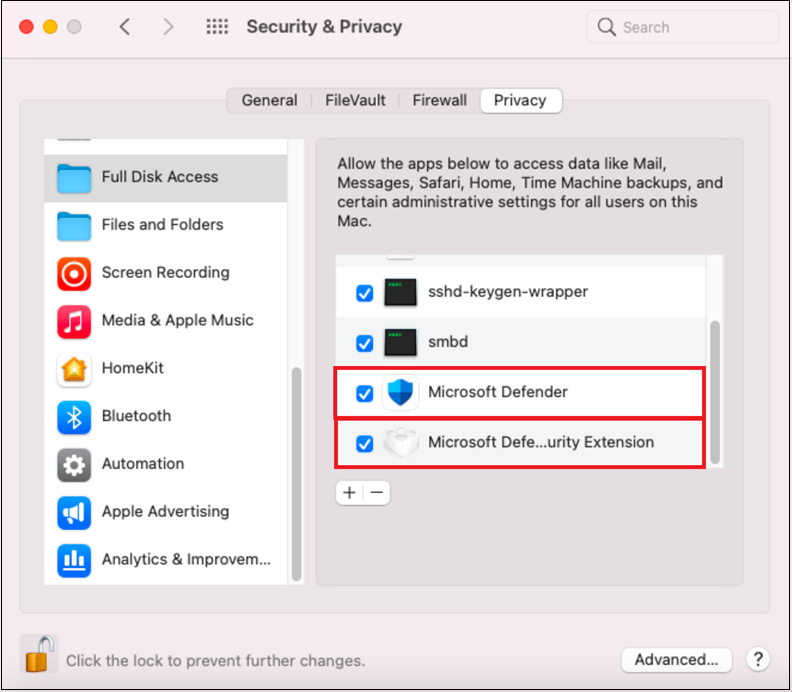 Security & Privacy
Search
General
FileVault
Firewall
Privacy
Full Disk Access
Files and Folders
Screen Recording
Media & Apple Music
HomeKit
Bluetooth
Automation
Apple Advertising
Analytics & Improvem...
Allow the apps below to access data like Mail,
Messages, Safari, Home, Time Machine backups, and
certain administrative settings for all users on this
Mac.
sshd-keygen-wrapper
smbd
Microsoft Defender
Microsoft Defe...urity Extension
Click the lock to prevent further changes.
Advanced...
?